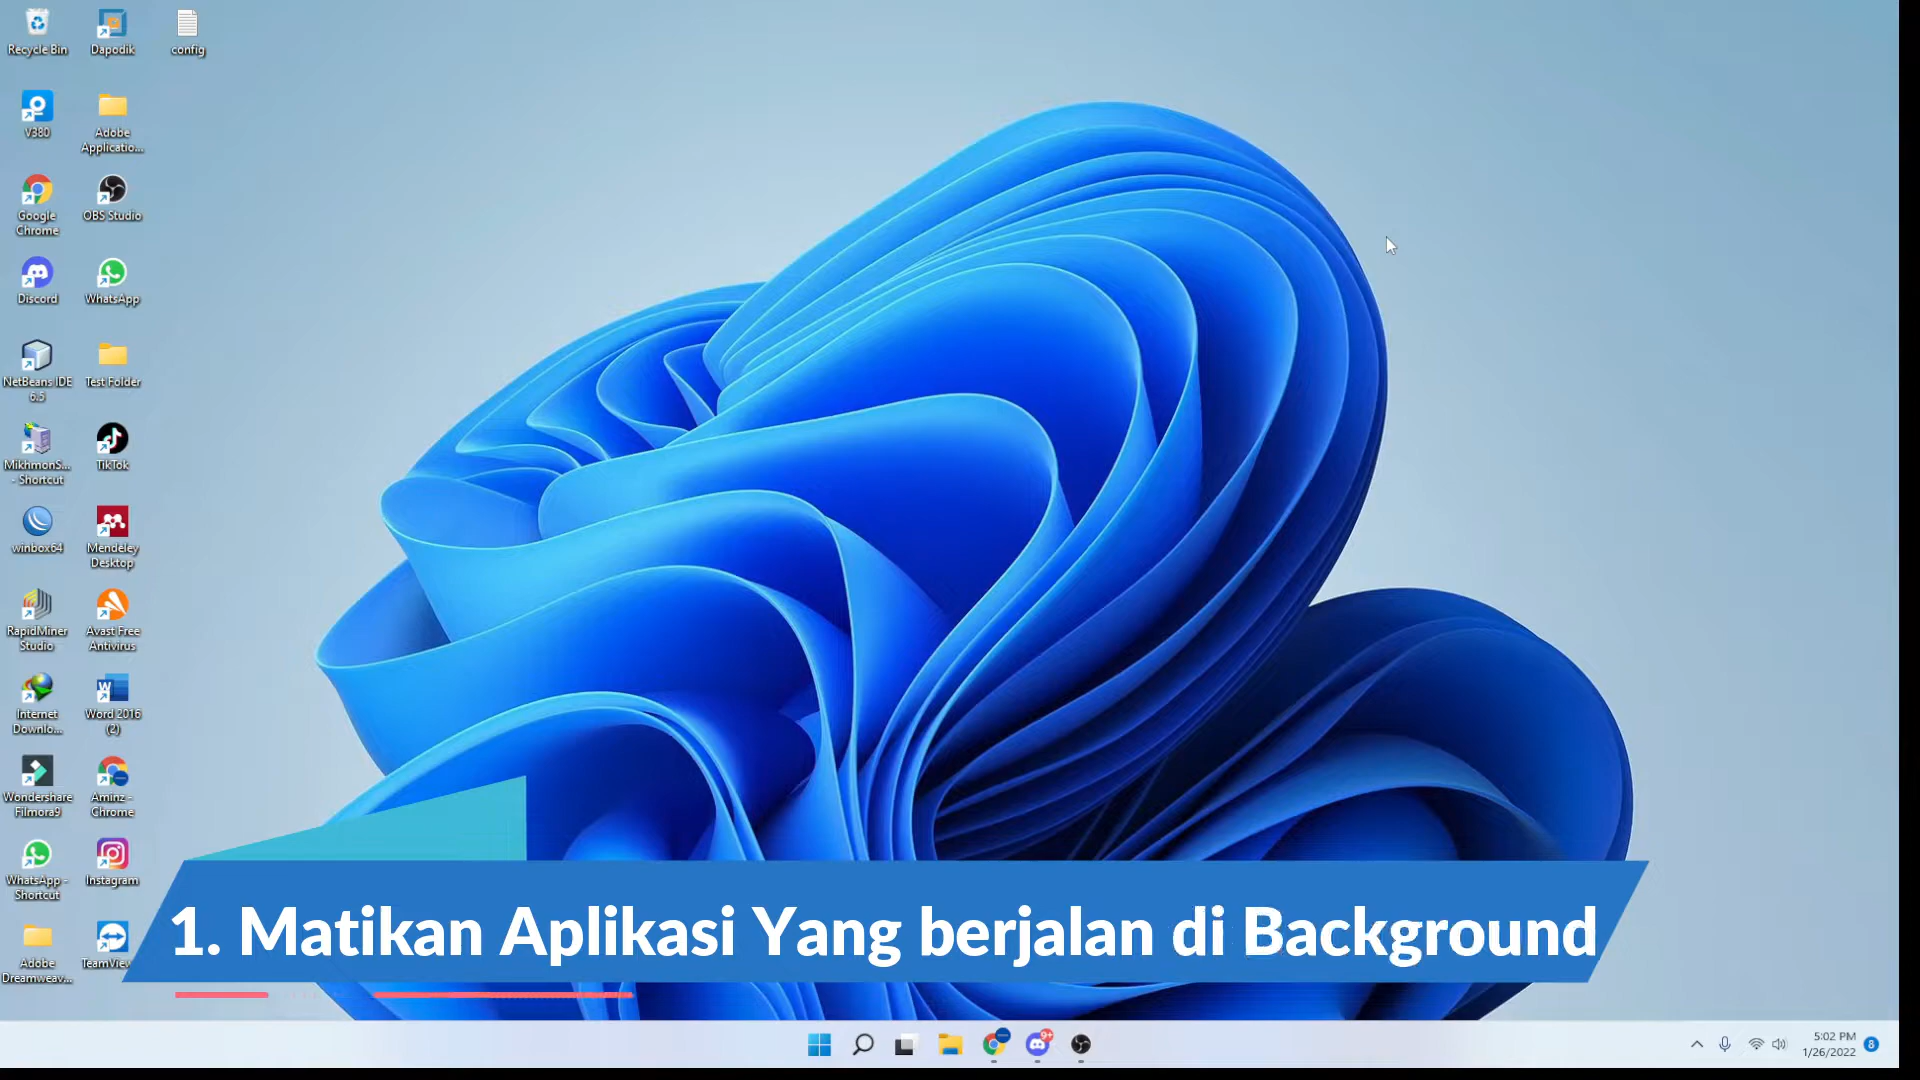 Recycle Bin
Dapodik
config
V380
Adobe
Applicatio...
Google
Chrome
OBS Studio
Discord
WhatsApp
NetBeans IDE
6.5
Test Folder
MikhmonS...
- Shortcut
TikTok
winbox64
Mendeley
Desktop
RapidMiner
Studio
Avast Free
Antivirus
Internet
Downlo...
Word 2016
(2)
Wondershare
Filmora9
Aminz -
Chrome
WhatsApp -
Shortcut
Instagram
Adobe
Dreamweav...
TeamView
1. Matikan Aplikasi Yang berjalan di Background
9+
5:02 PM
1/26/2022
8